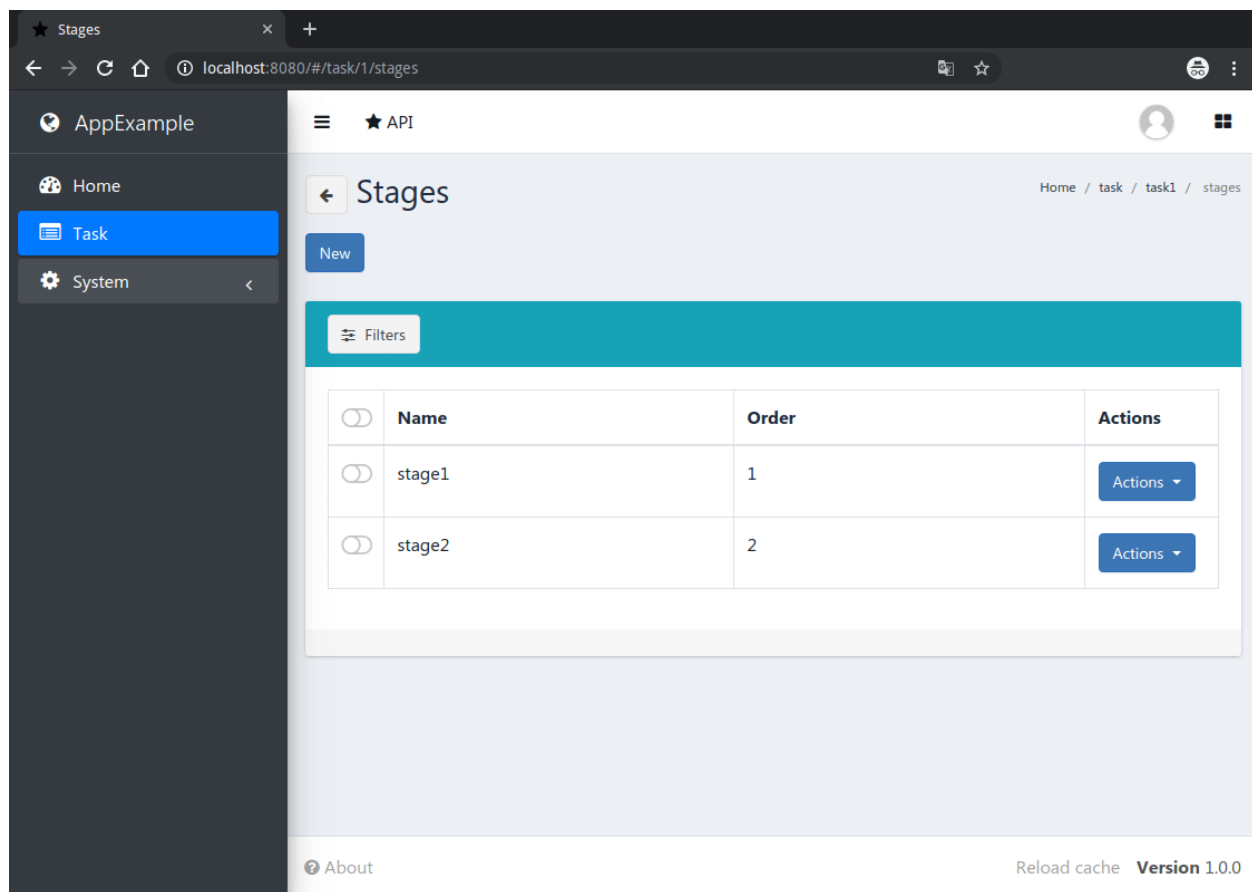 Stages
localhost:8080/#/task/1/stages
AppExample
API
Home
Task
System
Stages
Home / task / task1 / stages
New
Filters
Name Order Actions
stage1 1 Actions
stage2 2 Actions
About
Reload cache Version 1.0.0